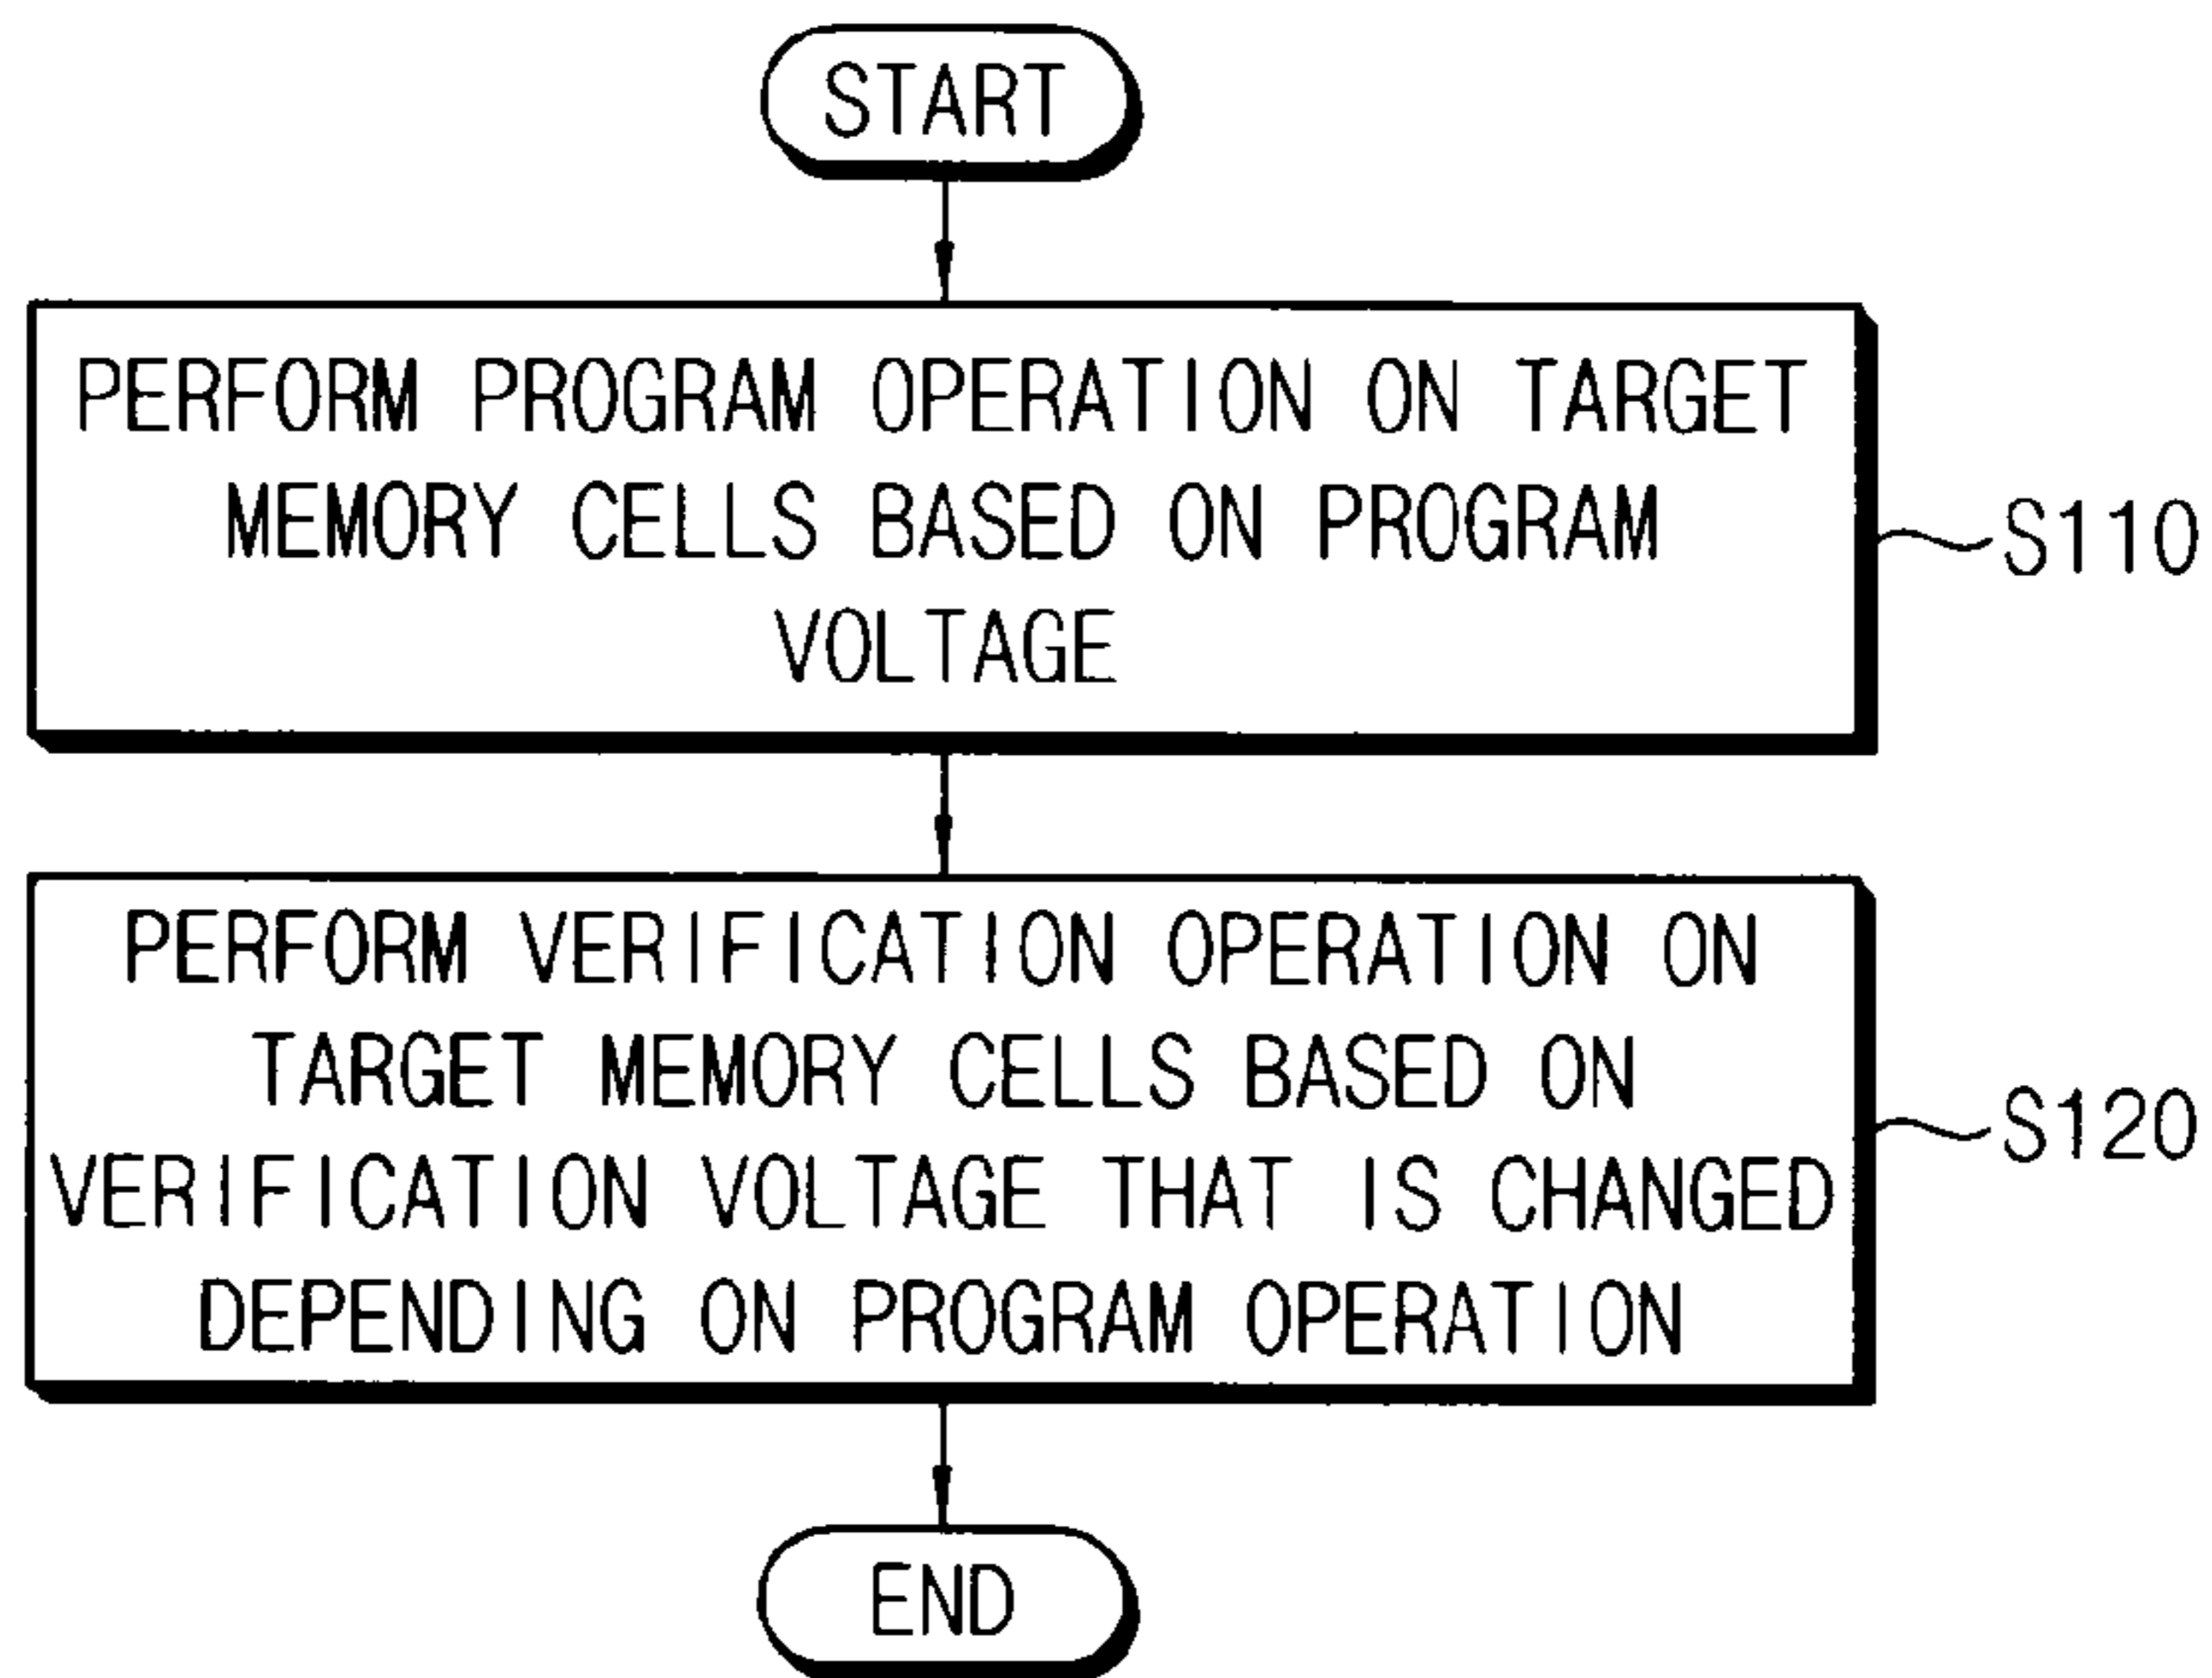 START
PERFORM PROGRAM OPERATION ON TARGET
MEMORY CELLS BASED ON PROGRAM
VOLTAGE
S110
PERFORM VERIFICATION OPERATION ON
TARGET MEMORY CELLS BASED ON
VERIFICATION VOLTAGE THAT IS CHANGED
DEPENDING ON PROGRAM OPERATION
S120
END